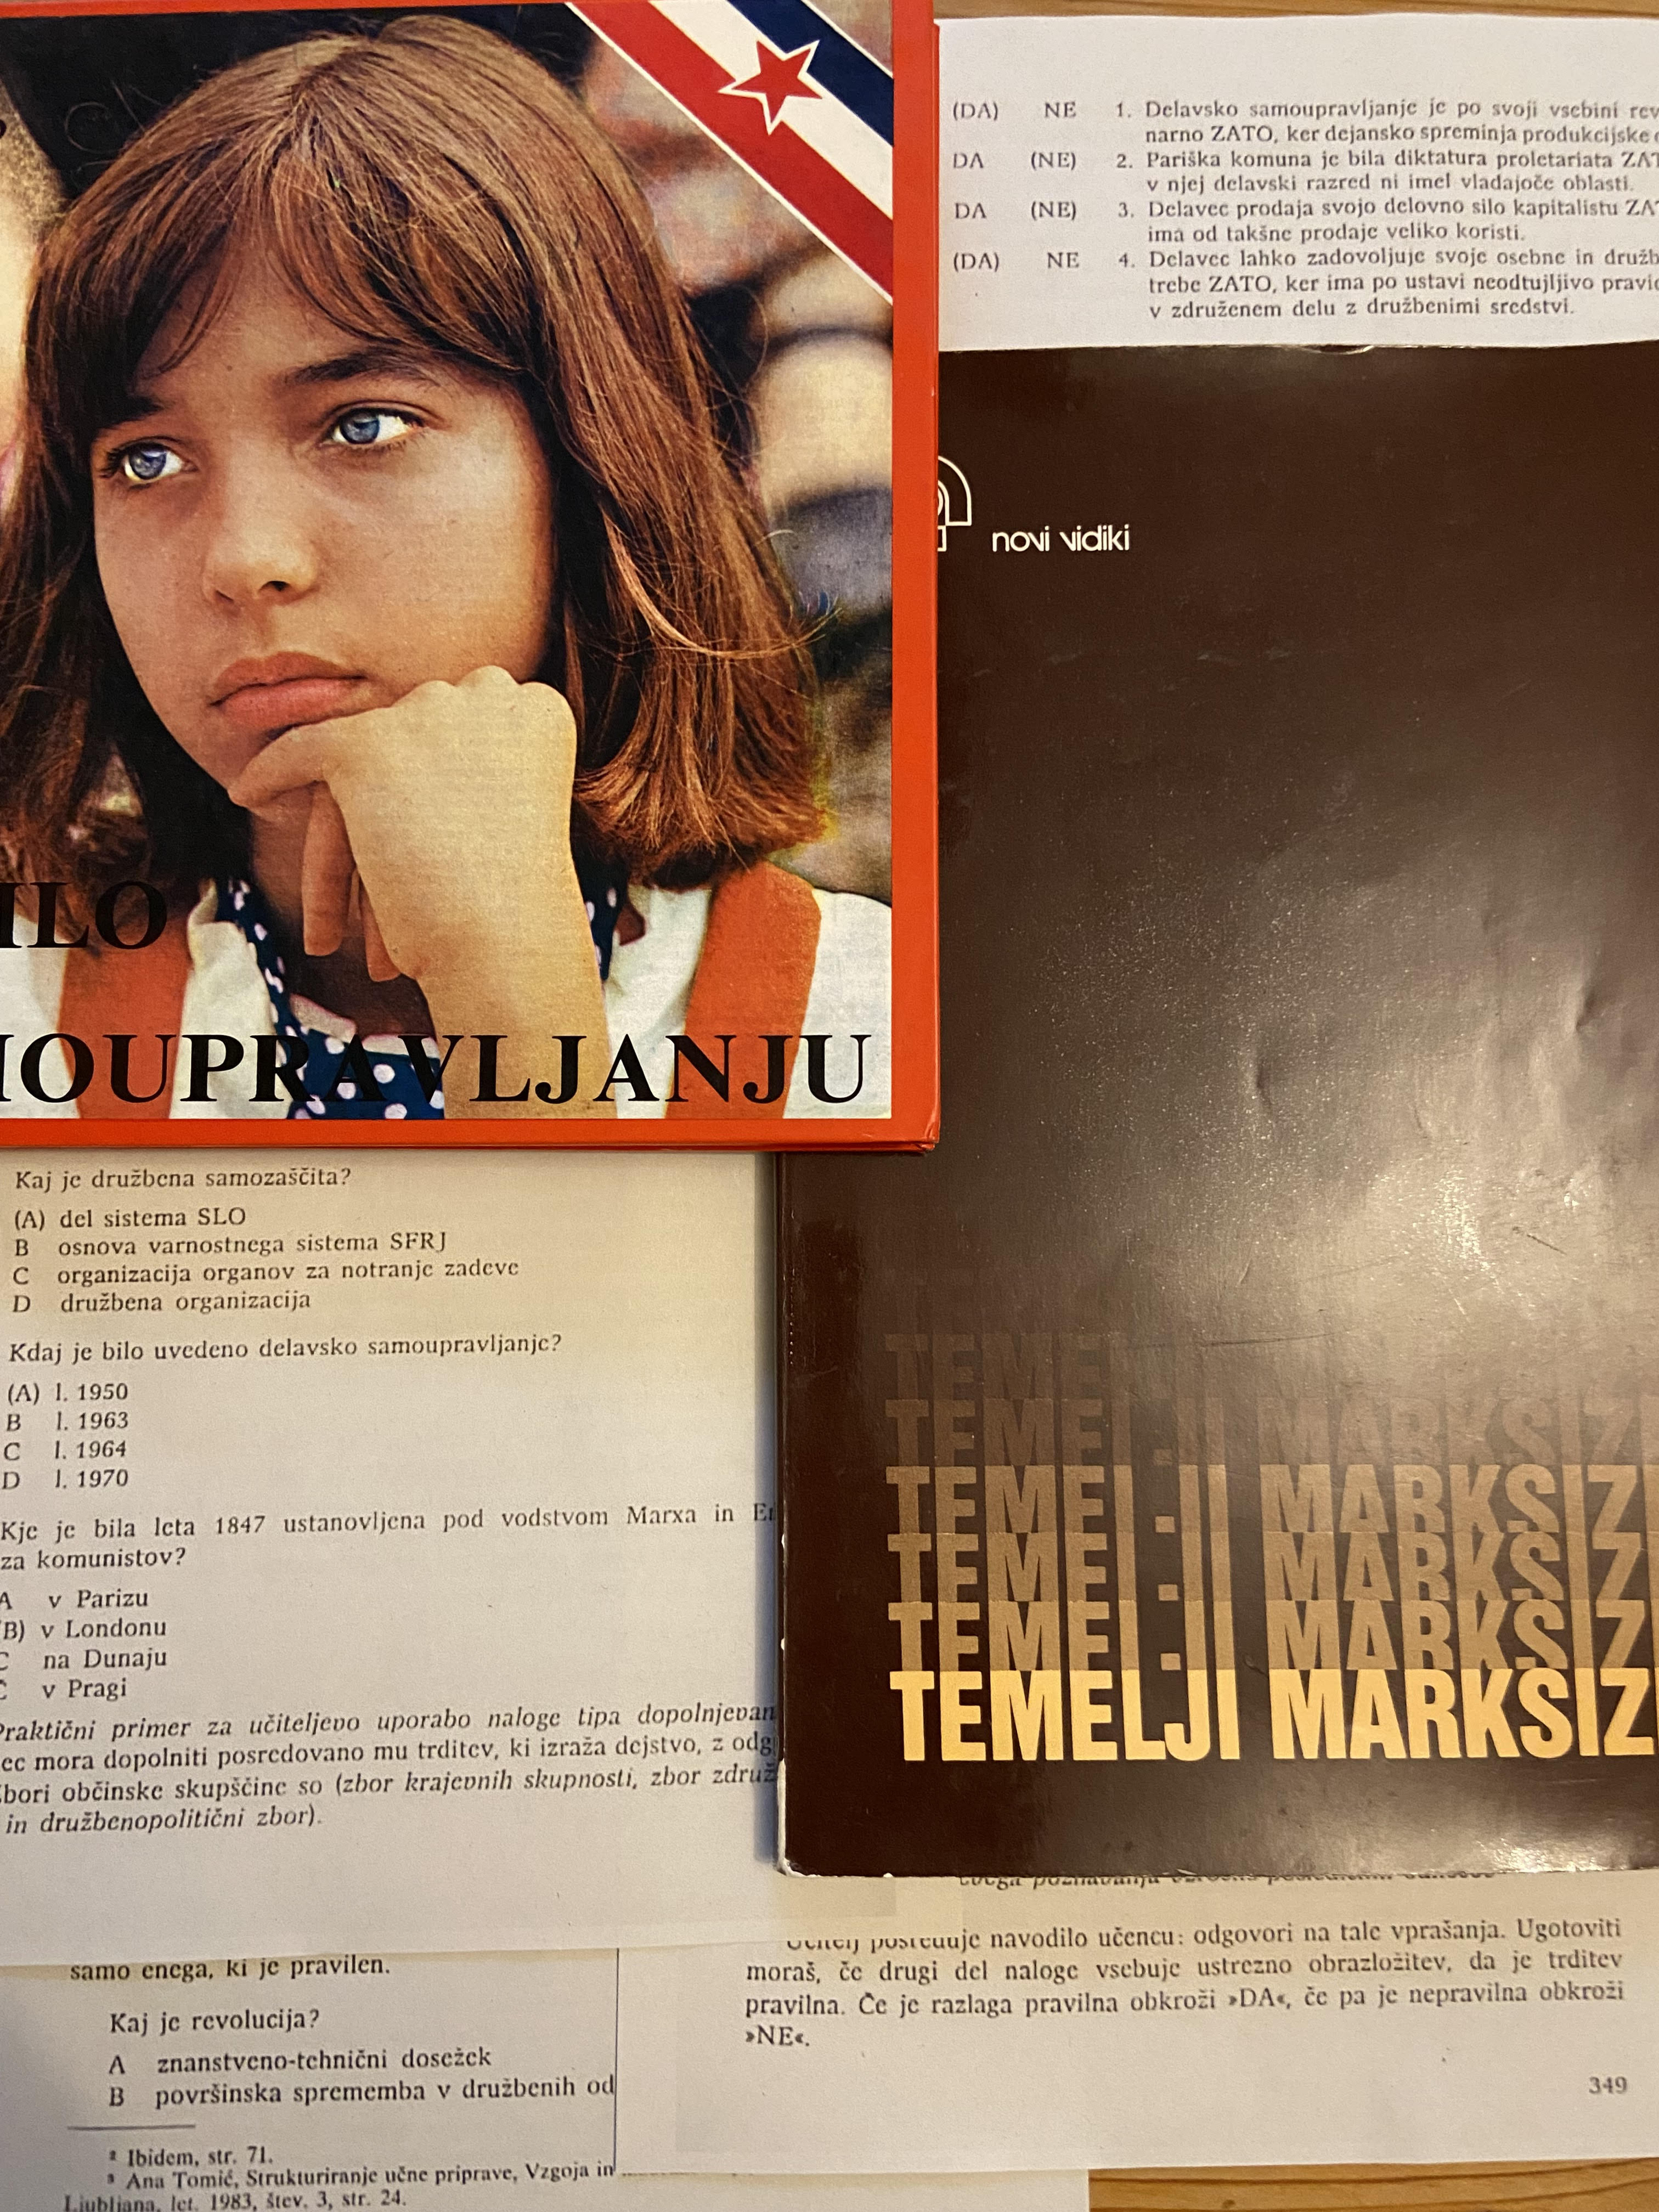 (DA) NE 1. Delavsko samoupravljanje je po svoji vsebini
narno ZATO, ker dejansko spreminja produkcijske
DA (NE) 2. Pariška komuna je bila diktatura proletariata
v njej delavski razred ni imel vladajoče oblasti.
DA (NE) 3. Delavec prodaja svojo delovno silo kapitalistu
ima od takšne prodaje veliko koristi.
(DA) NE 4. Delavec lahko zadovoljuje svoje osebne in
trebe ZATO, ker ima po ustavi neodtujljivo
v združenem delu z družbenimi sredstvi.
ILO
MOUPRAVLJANJU
novi vidiki
TEMELJI MARKSIZ
TEMELJI MARKSIZ
TEMELJI MARKSIZ
TEMELJI MARKSIZ
TEMELJI MARKSIZ
Kaj je družbena samozaščita?
(A) del sistema SLO
B osnova varnostnega sistema SFRJ
C organizacija organov za notranje zadeve
D družbena organizacija
Kdaj je bilo uvedeno delavsko samoupravljanje?
(A) l. 1950
B l. 1963
C l. 1964
D l. 1970
Kje je bila leta 1847 ustanovljena pod vodstvom Marxa in
za komunistov?
A v Parizu
(B) v Londonu
C na Dunaju
Č v Pragi
Praktični primer za učiteljevo uporabo naloge tipa
ec mora dopolniti posredovano mu trditev, ki izraža dejstvo, z
Zbori občinske skupščine so (zbor krajevnih skupnosti, zbor
in družbenopolitični zbor).
samo enega, ki je pravilen.
Kaj je revolucija?
A znanstveno-tehnični dosežek
B površinska sprememba v družbenih od
² Ibidem, str. 71.
³ Ana Tomić, Strukturiranje učne priprave, Vzgoja in
Ljubljana, let. 1983, štev. 3, str. 24.
Učitelj posreduje navodilo učencu: odgovori na tale vprašanja. Ugotoviti
moraš, če drugi del naloge vsebuje ustrezno obrazložitev, da je trditev
pravilna. Če je razlaga pravilna obkroži »DA«, če pa je nepravilna obkroži
»NE«.
349